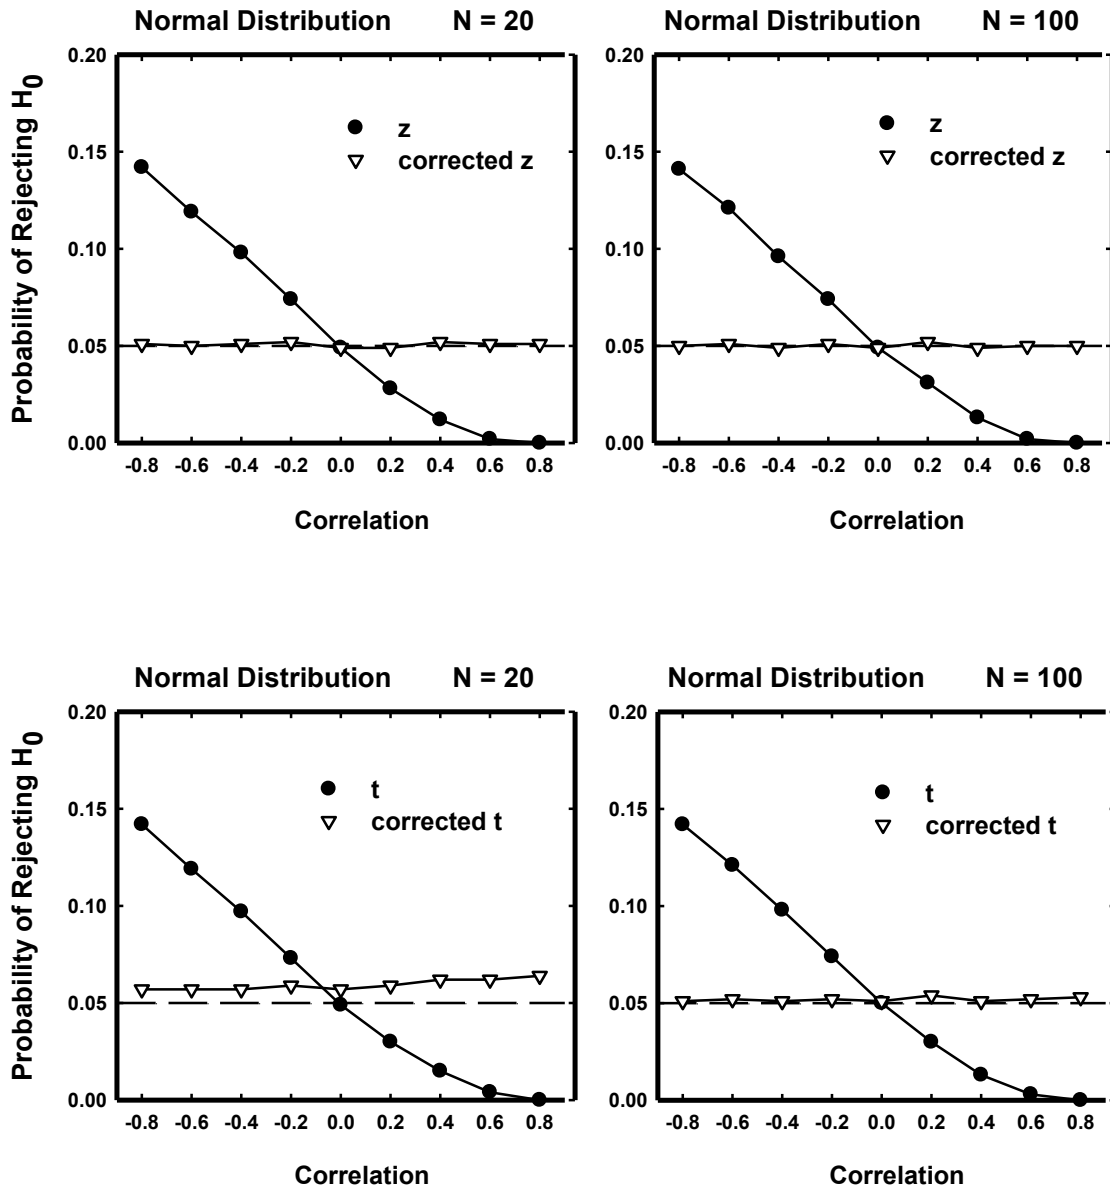 Normal Distribution N = 20
Probability of Rejecting H0
0.20
0.15
0.10
0.05
0.00
z
corrected z
-0.8 -0.6 -0.4 -0.2 0.0 0.2 0.4 0.6 0.8
Correlation
Normal Distribution N = 100
0.20
0.15
0.10
0.05
0.00
z
corrected z
-0.8 -0.6 -0.4 -0.2 0.0 0.2 0.4 0.6 0.8
Correlation
Normal Distribution N = 20
Probability of Rejecting H0
0.20
0.15
0.10
0.05
0.00
t
corrected t
-0.8 -0.6 -0.4 -0.2 0.0 0.2 0.4 0.6 0.8
Correlation
Normal Distribution N = 100
0.20
0.15
0.10
0.05
0.00
t
corrected t
-0.8 -0.6 -0.4 -0.2 0.0 0.2 0.4 0.6 0.8
Correlation